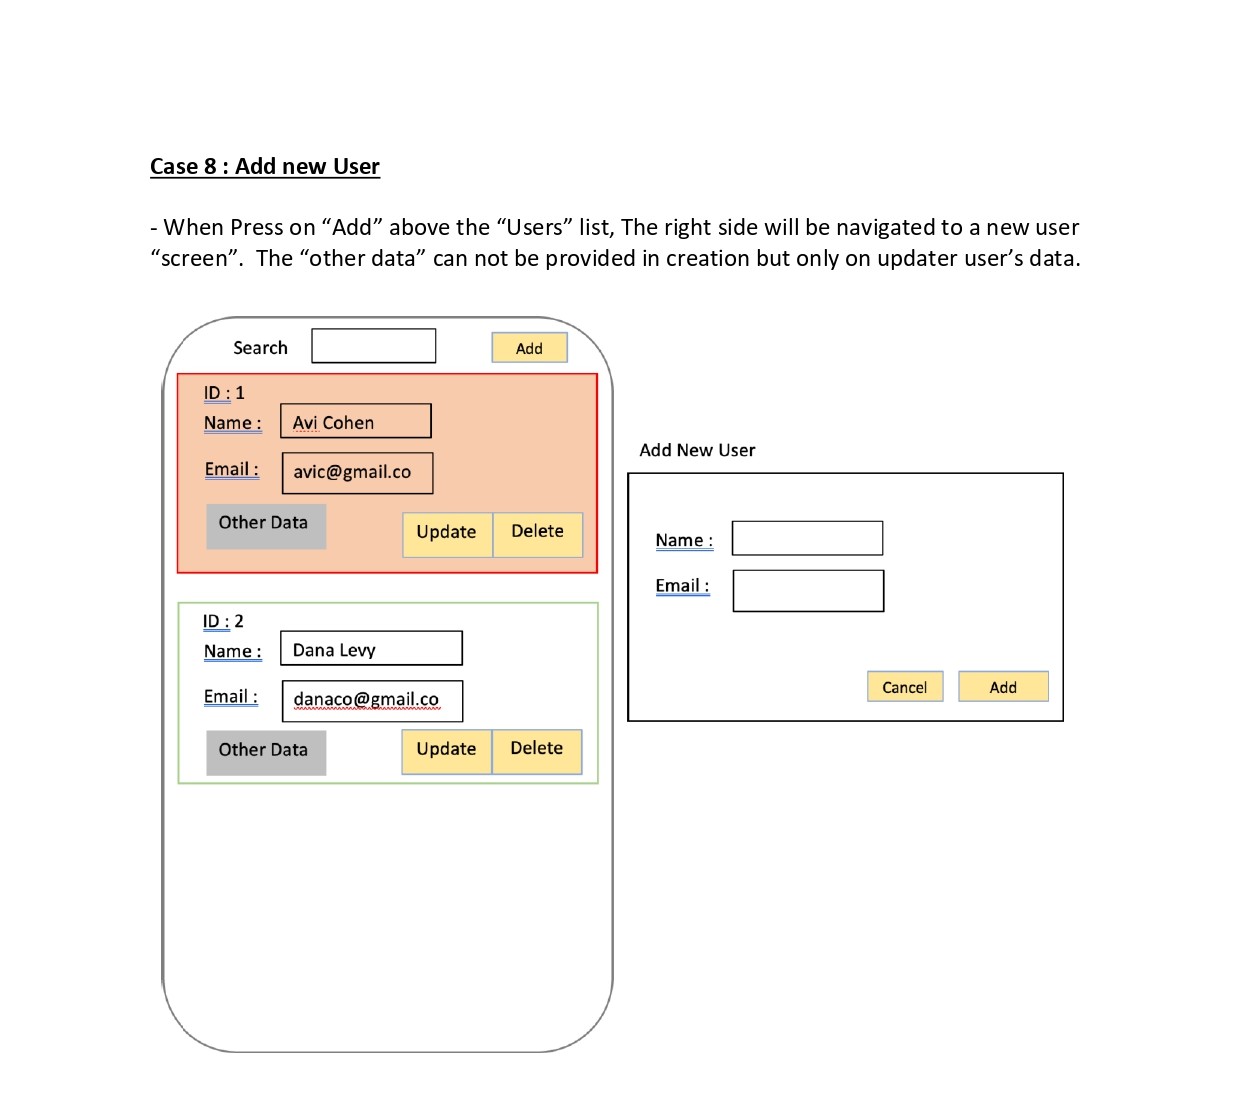 Case 8 : Add new User
- When Press on “Add” above the “Users” list, The right side will be navigated to a new user
“screen”.  The “other data” can not be provided in creation but only on updater user’s data.
Search
Add
ID : 1
Name :
Avi Cohen
Email :
avic@gmail.co
Other Data
Update
Delete
ID : 2
Name :
Dana Levy
Email :
danaco@gmail.co
Other Data
Update
Delete
Add New User
Name :
Email :
Cancel
Add